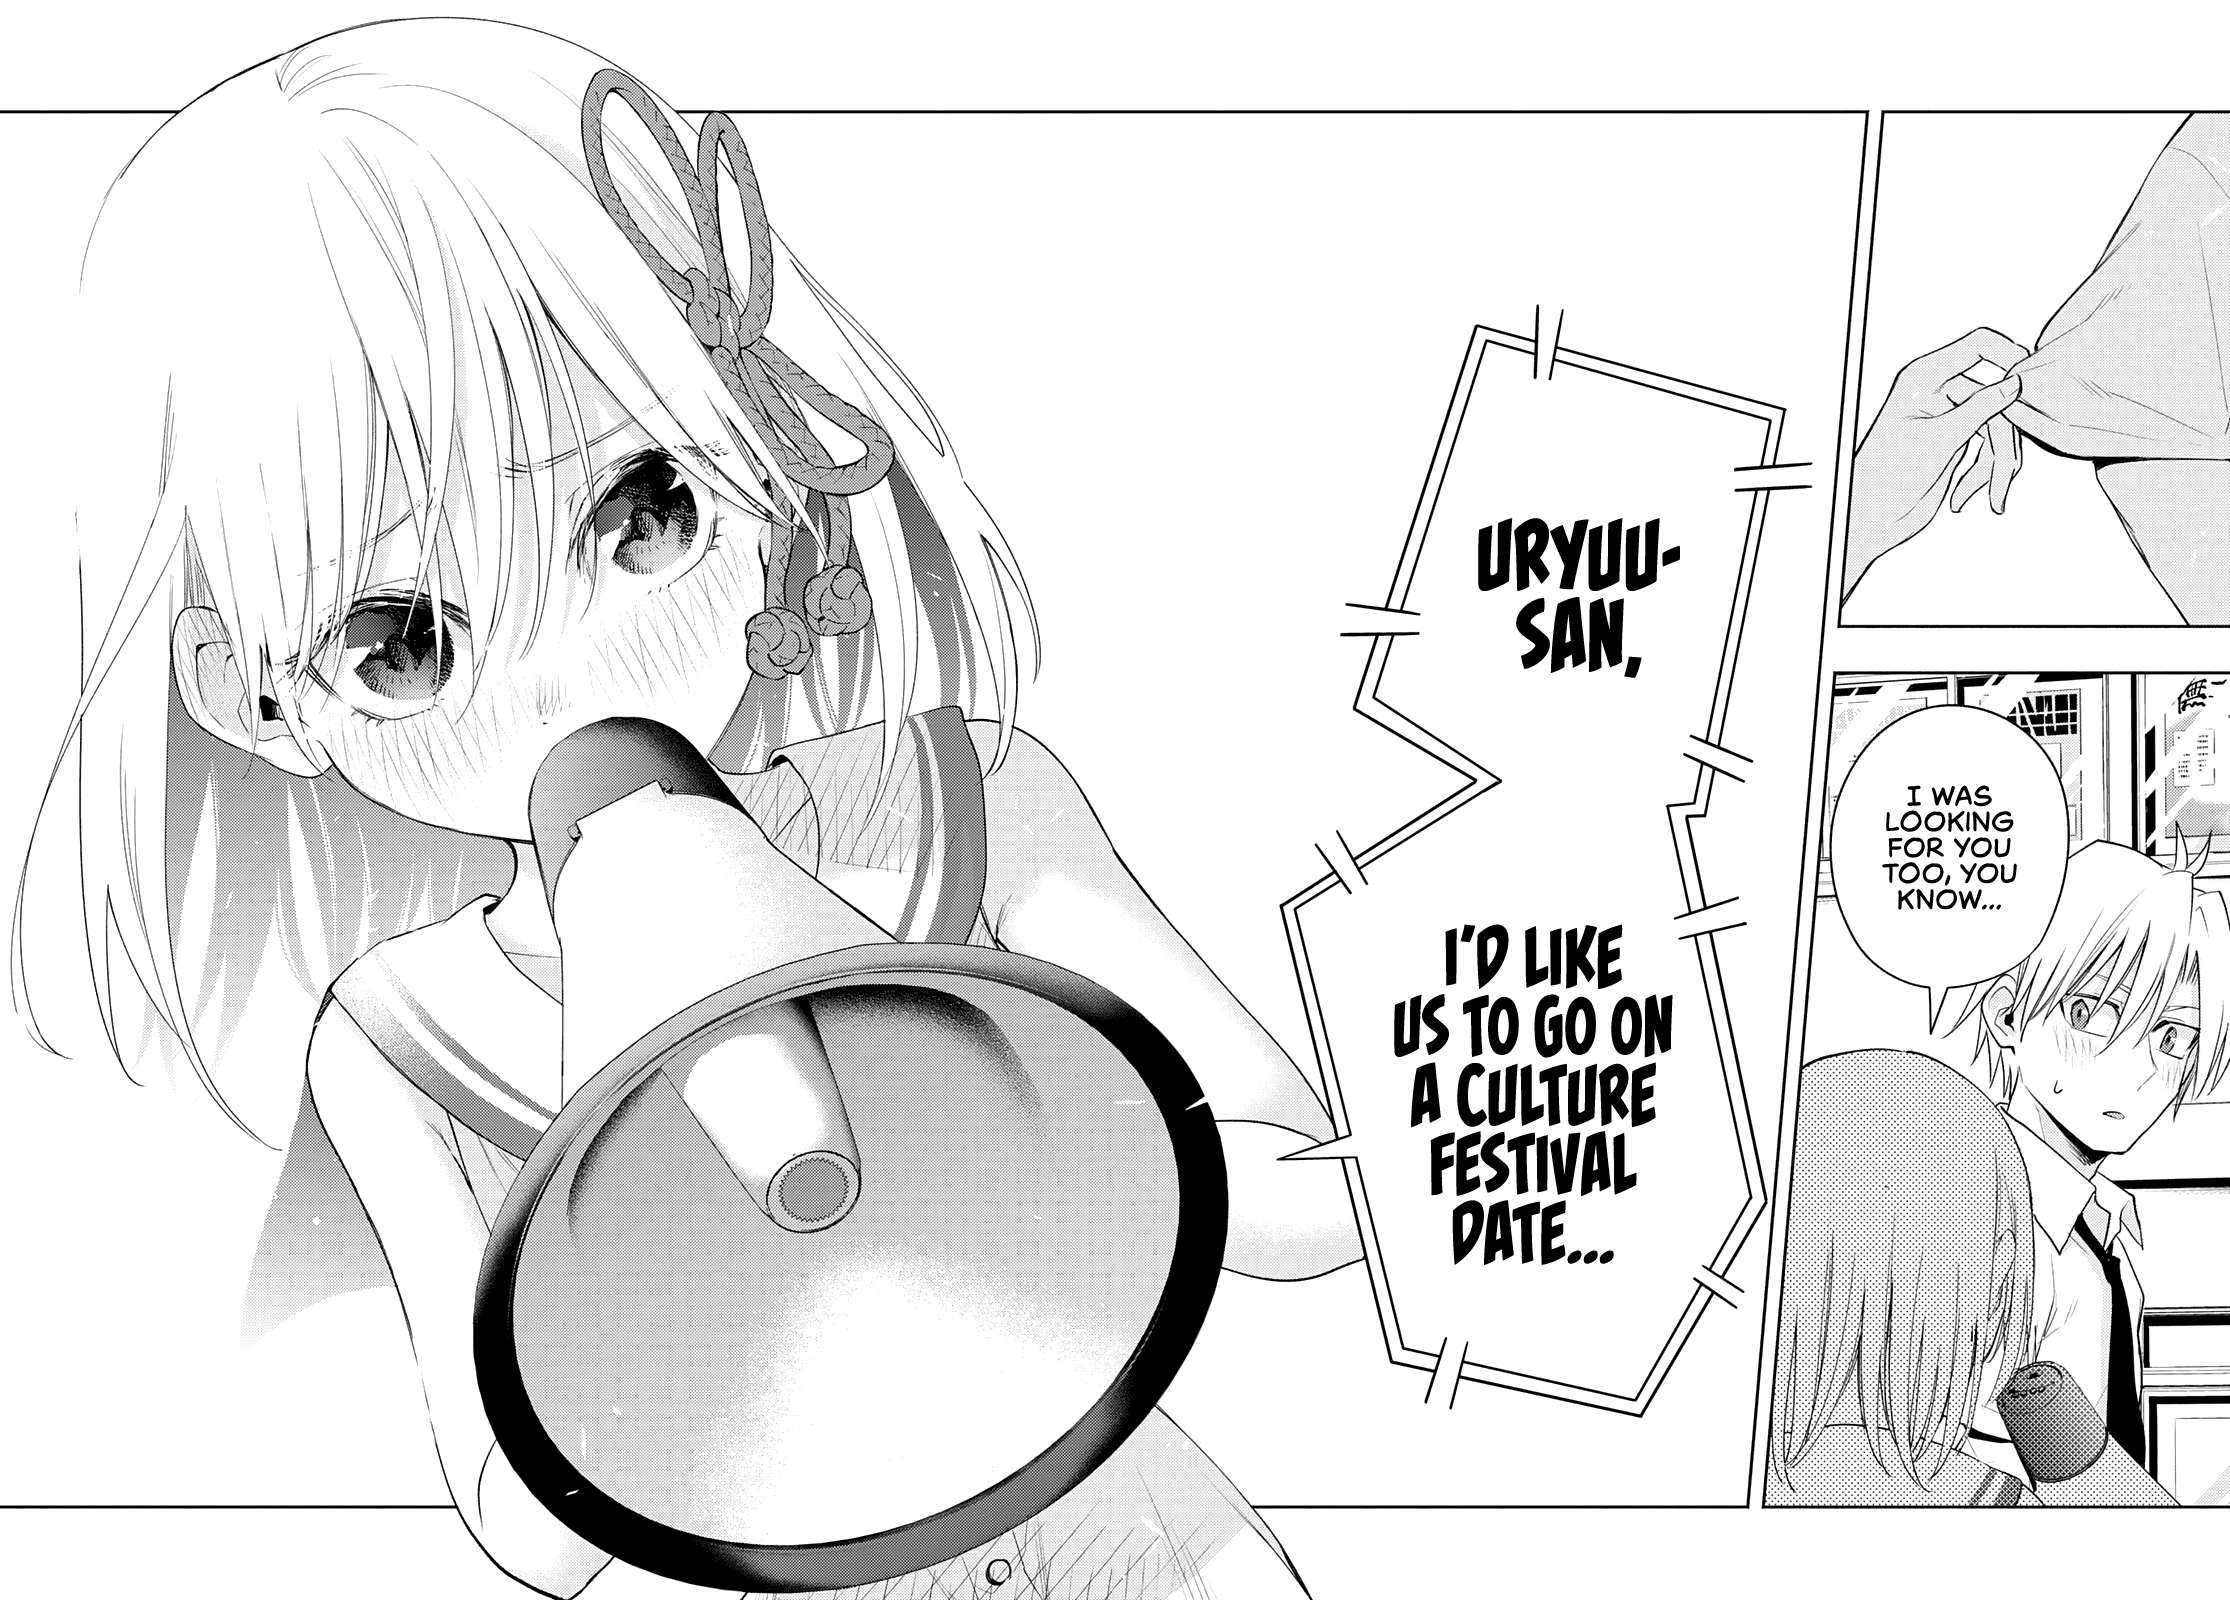 I WAS
LOOKING
FOR YOU
TOO, YOU
KNOW...
URYUU-
SAN,
I'D LIKE
US TO GO ON
A CULTURE
FESTIVAL
DATE...